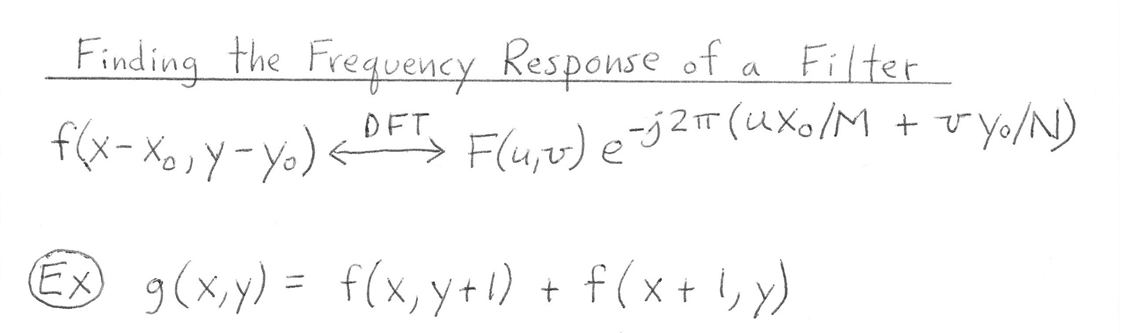 Finding the Frequency Response of a Filter
f(x-x₀, y-y₀) ⟷ DFT F(u,v) e^{-j2π(ux₀/M + vy₀/N)}
Ex g(x,y) = f(x, y+1) + f(x+1, y)